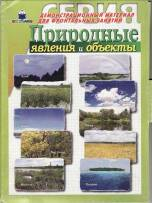 СЕРИЯ
ДЕМОНСТРАЦИОННЫЙ МАТЕРИАЛ
ДЛЯ ФРОНТАЛЬНЫХ ЗАНЯТИЙ
Природные
явления и объекты